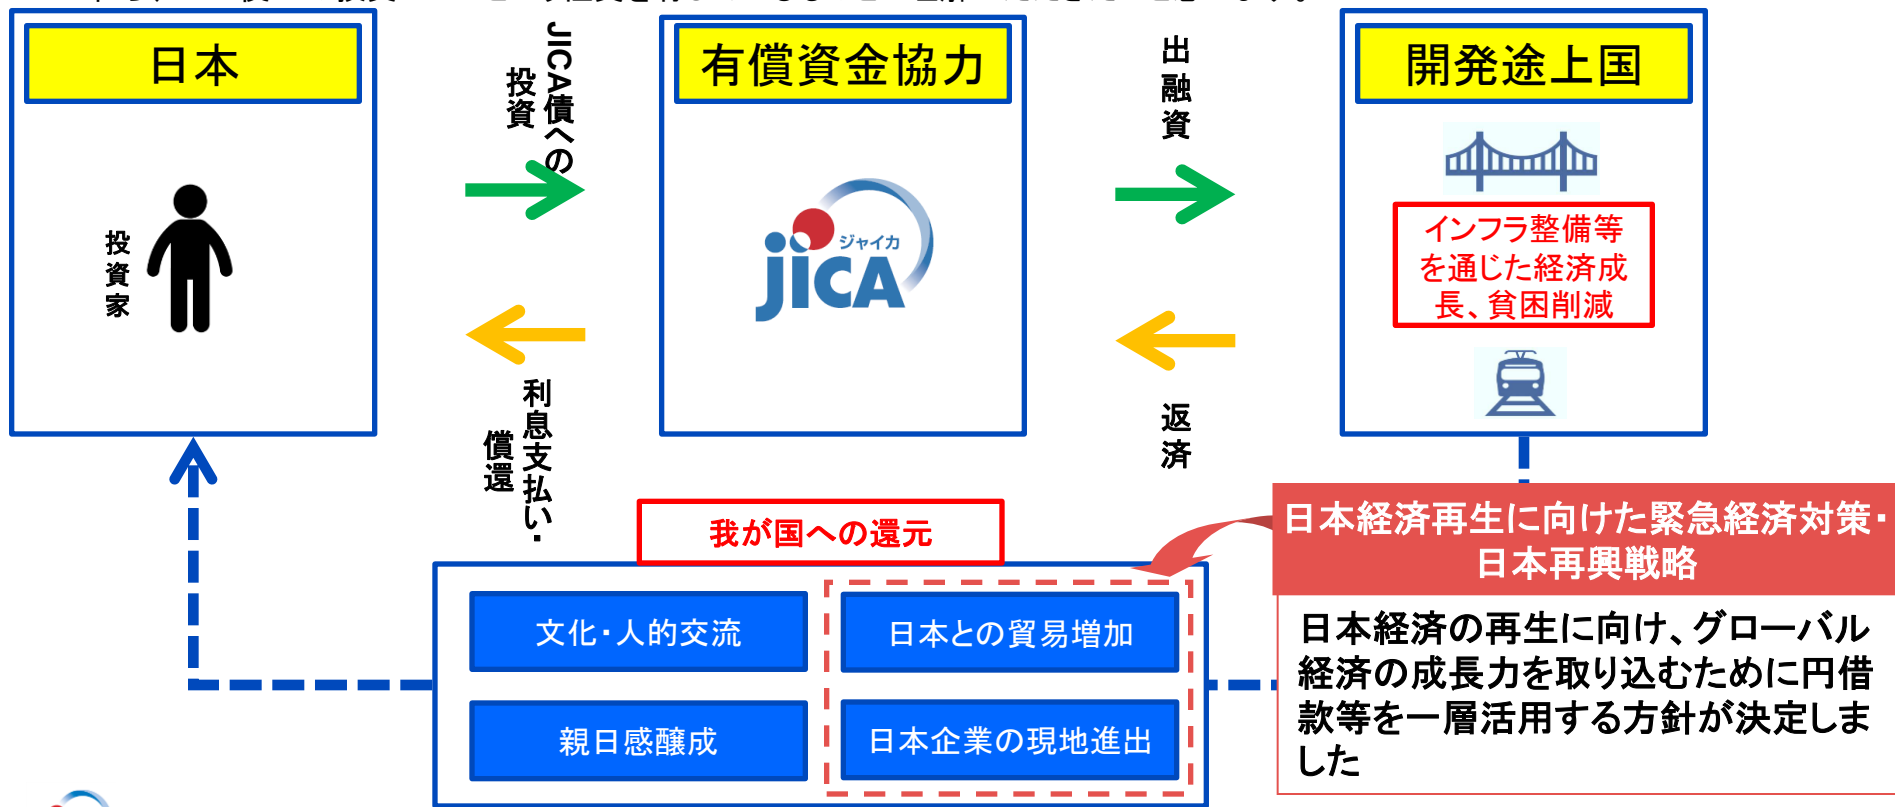 日本
有償資金協力
開発途上国
JICA債への
投資
出融資
投資家
ジャイカ
jICA
インフラ整備等
を通じた経済成
長、貧困削減
利息支払い・
償還
返済
我が国への還元
日本経済再生に向けた緊急経済対策・
日本再興戦略
文化・人的交流
日本との貿易増加
親日感醸成
日本企業の現地進出
日本経済の再生に向け、グローバル
経済の成長力を取り込むために円借
款等を一層活用する方針が決定しま
した